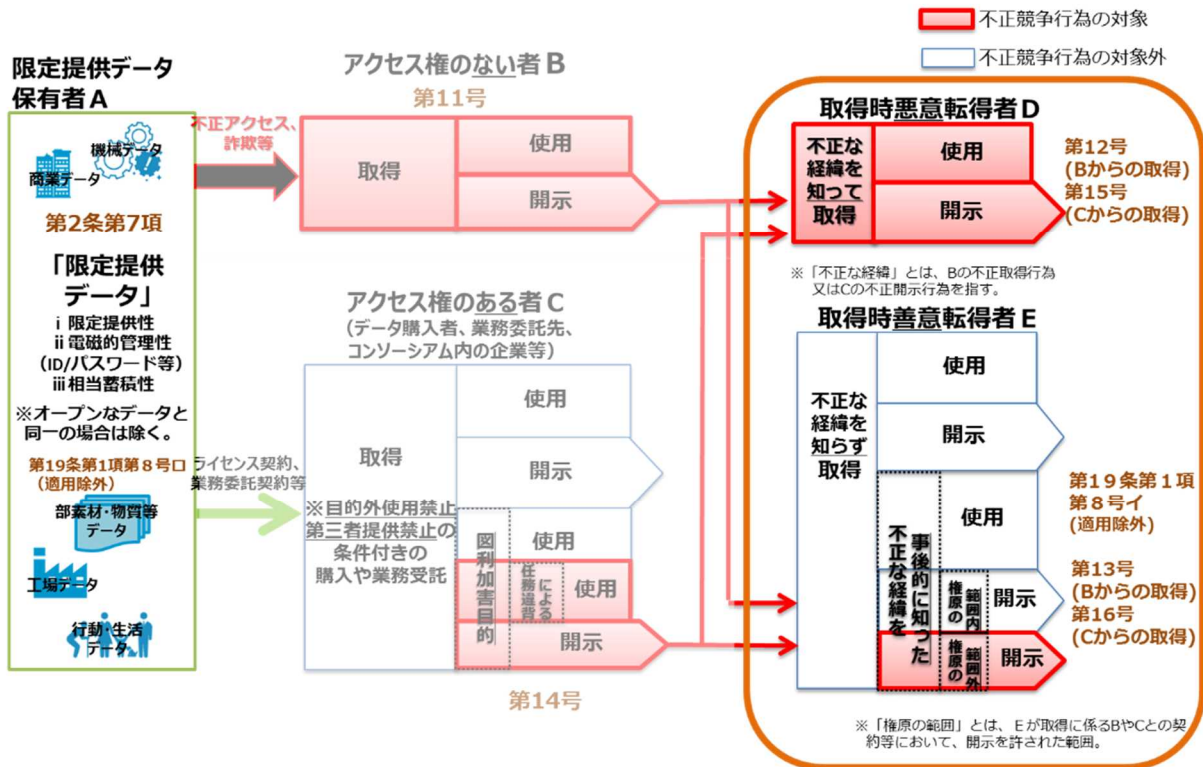 不正競争行為の対象
不正競争行為の対象外
限定提供データ
保有者A
機械データ
商業データ
第2条第7項
「限定提供
データ」
ⅰ 限定提供性
ⅱ 電磁的管理性
(ID/パスワード等)
ⅲ 相当蓄積性
※オープンなデータと
同一の場合は除く。
第19条第1項第8号ロ
(適用除外)
部素材・物質等
データ
工場データ
行動・生活
データ
不正アクセス、
詐欺等
ライセンス契約、
業務委託契約等
アクセス権のない者B
第11号
取得
使用
開示
アクセス権のある者C
(データ購入者、業務委託先、
コンソーシアム内の企業等)
取得
※目的外使用禁止
第三者提供禁止の
条件付きの
購入や業務受託
使用
開示
図利加害目的
使用
任務違背
による
使用
開示
第14号
取得時悪意転得者D
不正な
経緯を
知って
取得
使用
開示
第12号
(Bからの取得)
第15号
(Cからの取得)
※「不正な経緯」とは、Bの不正取得行為
又はCの不正開示行為を指す。
取得時善意転得者E
不正な
経緯を
知らず
取得
使用
開示
不正な経緯を
事後的に知った
使用
権原の
範囲内
開示
権原の
範囲外
開示
第19条第1項
第8号イ
(適用除外)
第13号
(Bからの取得)
第16号
(Cからの取得)
※「権原の範囲」とは、Eが取得に係るBやCとの契
約等において、開示を許された範囲。